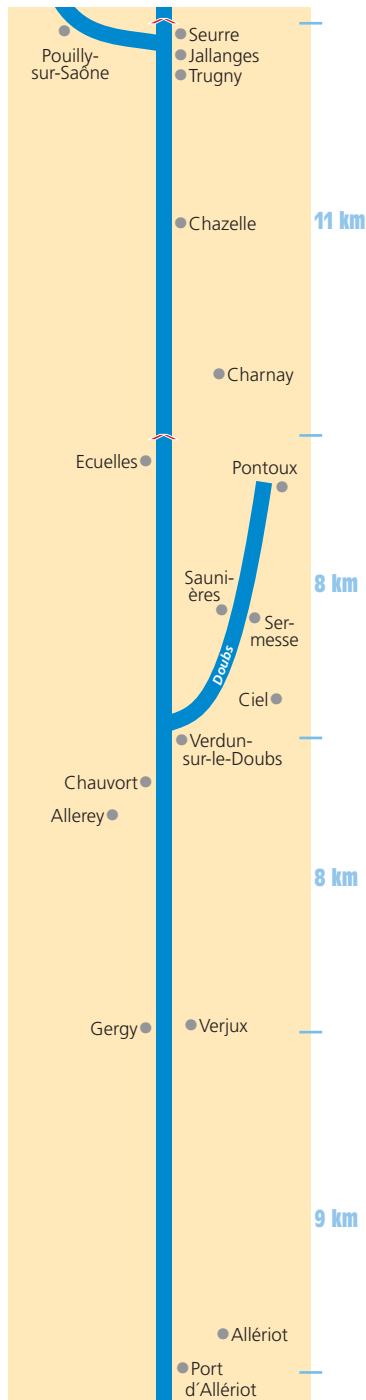 Seurre
Pouilly-
sur-Saône
Jallanges
Trugny
Chazelle
11 km
Charnay
Ecuelles
Pontoux
Sauni-
ères
8 km
Ser-
messe
Doubs
Ciel
Verdun-
sur-le-Doubs
Chauvort
Allerey
8 km
Gergy
Verjux
9 km
Allériot
Port
d´Allériot